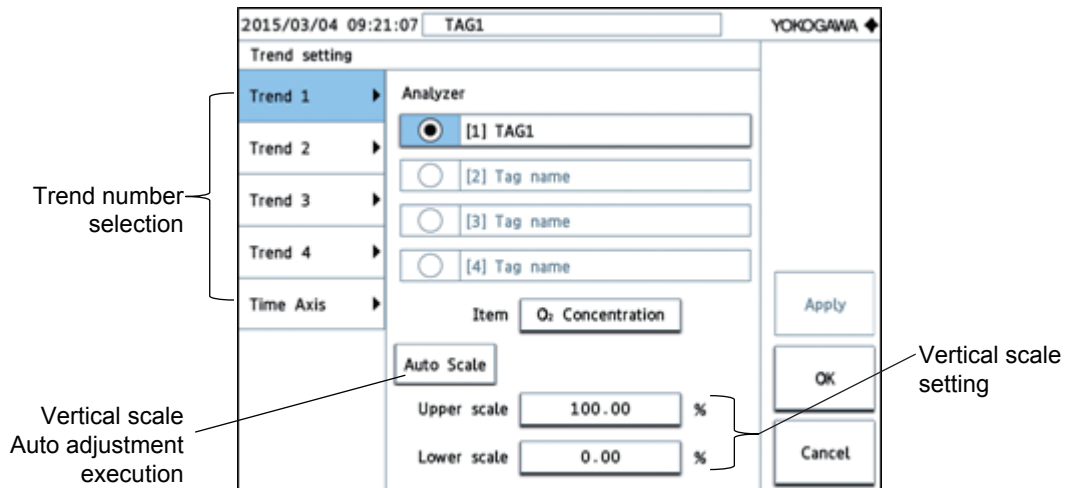 2015/03/04 09:21:07 TAG1 YOKOGAWA
Trend setting
Trend 1
Trend 2
Trend 3
Trend 4
Time Axis
Analyzer
[1] TAG1
[2] Tag name
[3] Tag name
[4] Tag name
Item O₂ Concentration
Auto Scale
Upper scale 100.00 %
Lower scale 0.00 %
Apply
OK
Cancel
Trend number
selection
Vertical scale
Auto adjustment
execution
Vertical scale
setting